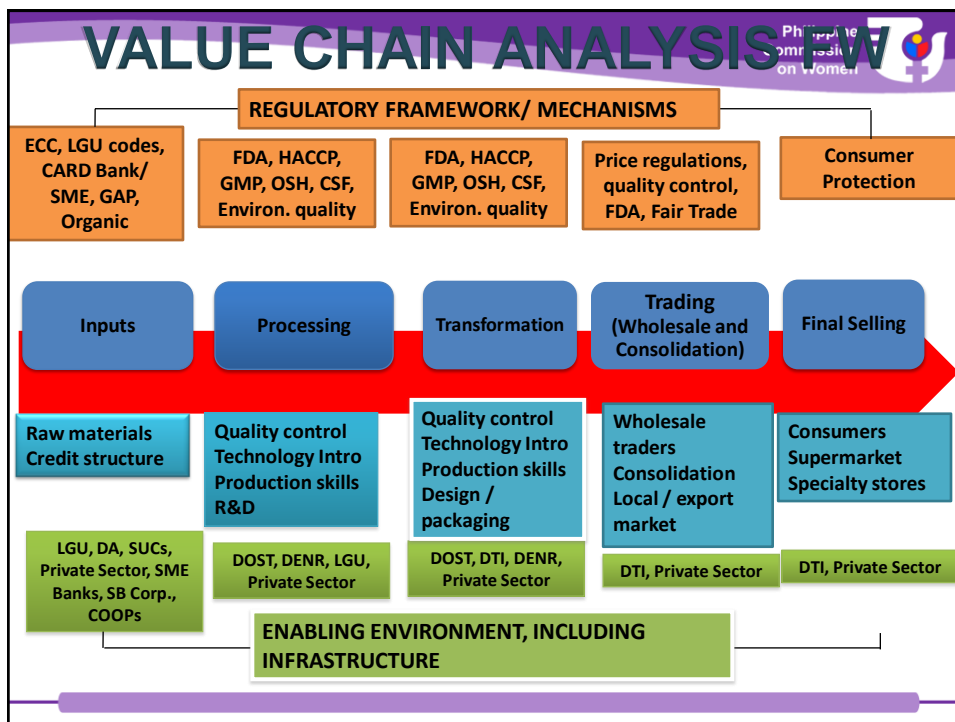 VALUE CHAIN ANALYSIS FW
Philippine
Commission
on Women
REGULATORY FRAMEWORK/ MECHANISMS
ECC, LGU codes,
CARD Bank/
SME, GAP,
Organic
FDA, HACCP,
GMP, OSH, CSF,
Environ. quality
FDA, HACCP,
GMP, OSH, CSF,
Environ. quality
Price regulations,
quality control,
FDA, Fair Trade
Consumer
Protection
Inputs
Processing
Transformation
Trading
(Wholesale and
Consolidation)
Final Selling
Raw materials
Credit structure
Quality control
Technology Intro
Production skills
R&D
Quality control
Technology Intro
Production skills
Design /
packaging
Wholesale
traders
Consolidation
Local / export
market
Consumers
Supermarket
Specialty stores
LGU, DA, SUCs,
Private Sector, SME
Banks, SB Corp.,
COOPs
DOST, DENR, LGU,
Private Sector
DOST, DTI, DENR,
Private Sector
DTI, Private Sector
DTI, Private Sector
ENABLING ENVIRONMENT, INCLUDING
INFRASTRUCTURE